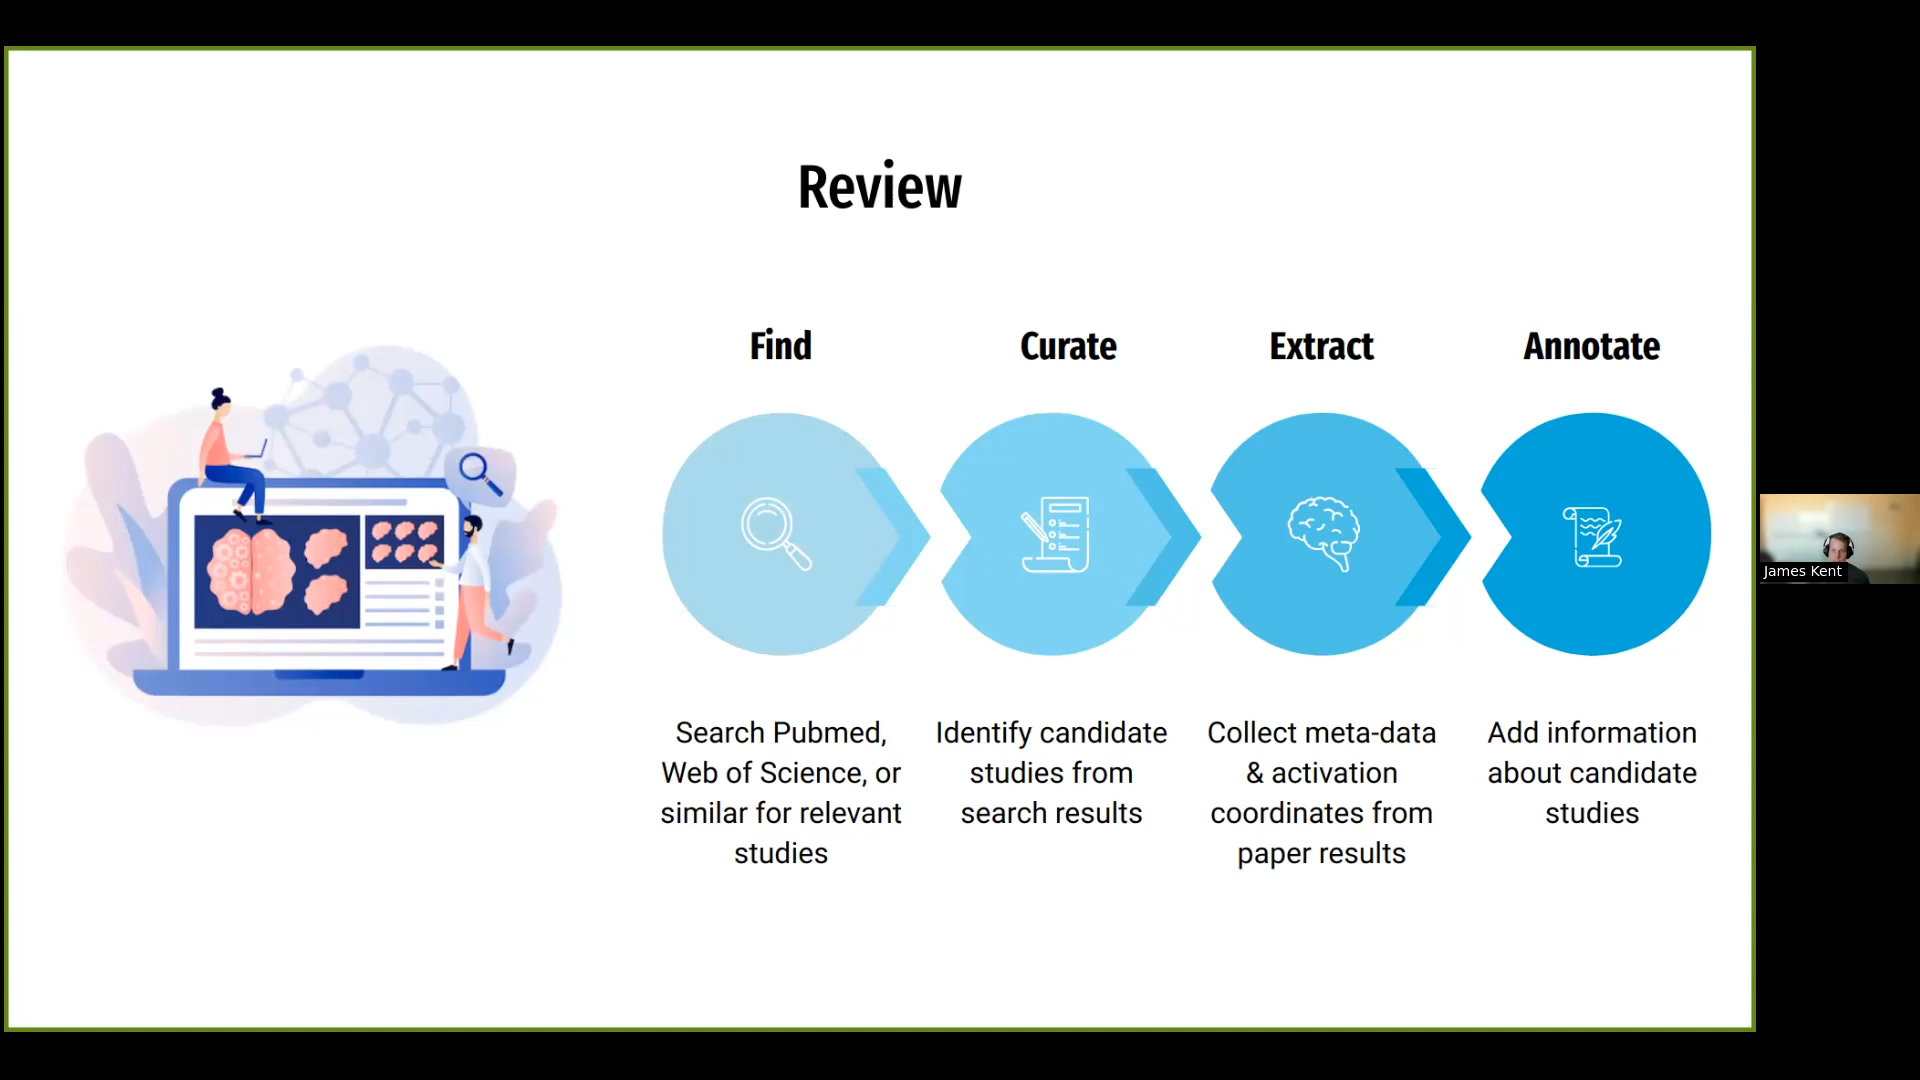 Review
Find
Curate
Extract
Annotate
Search Pubmed,
Web of Science, or
similar for relevant
studies
Identify candidate
studies from
search results
Collect meta-data
& activation
coordinates from
paper results
Add information
about candidate
studies
James Kent